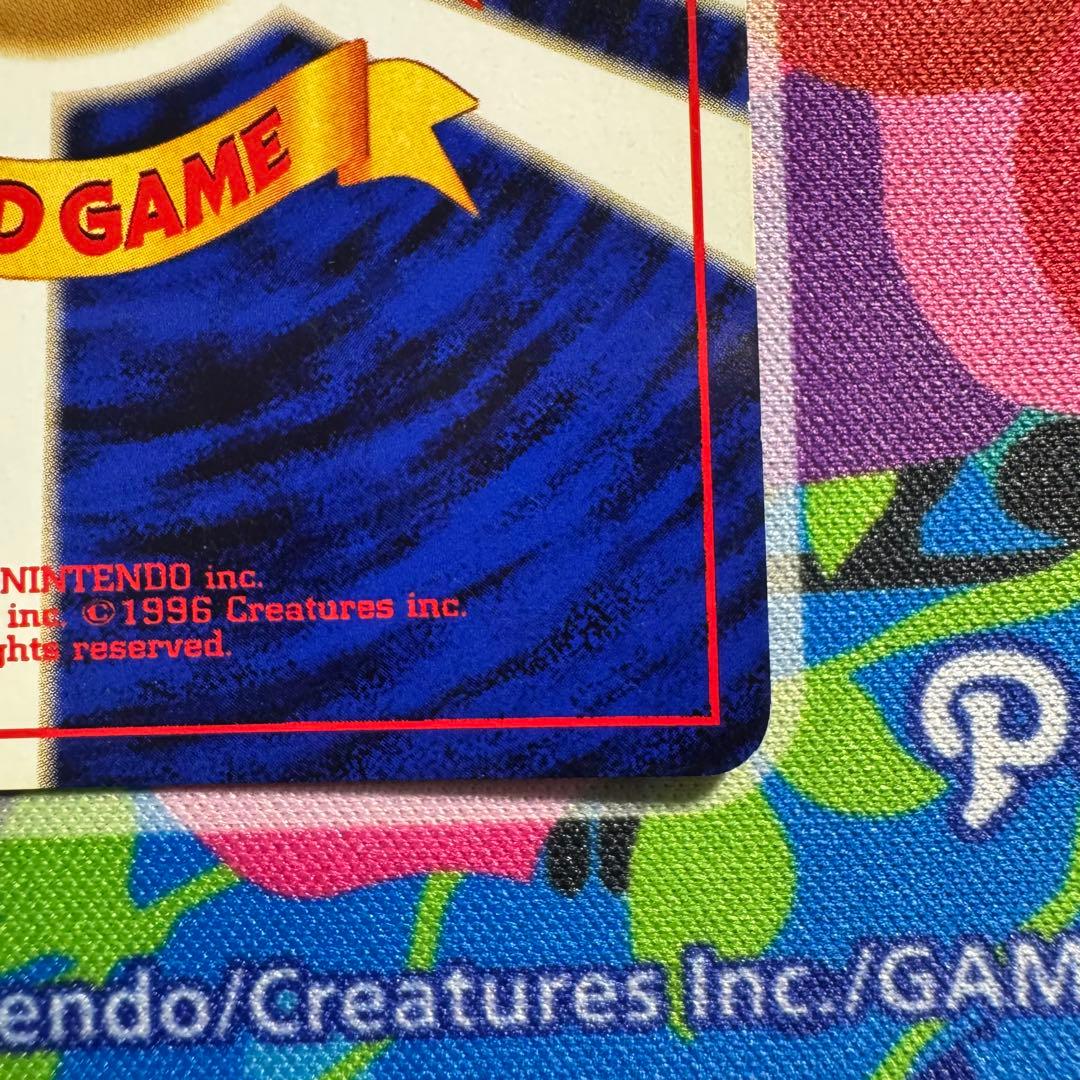 D GAME
NINTENDO inc.
inc. ©1996 Creatures inc.
ghts reserved.
P
endo/Creatures Inc./GAM